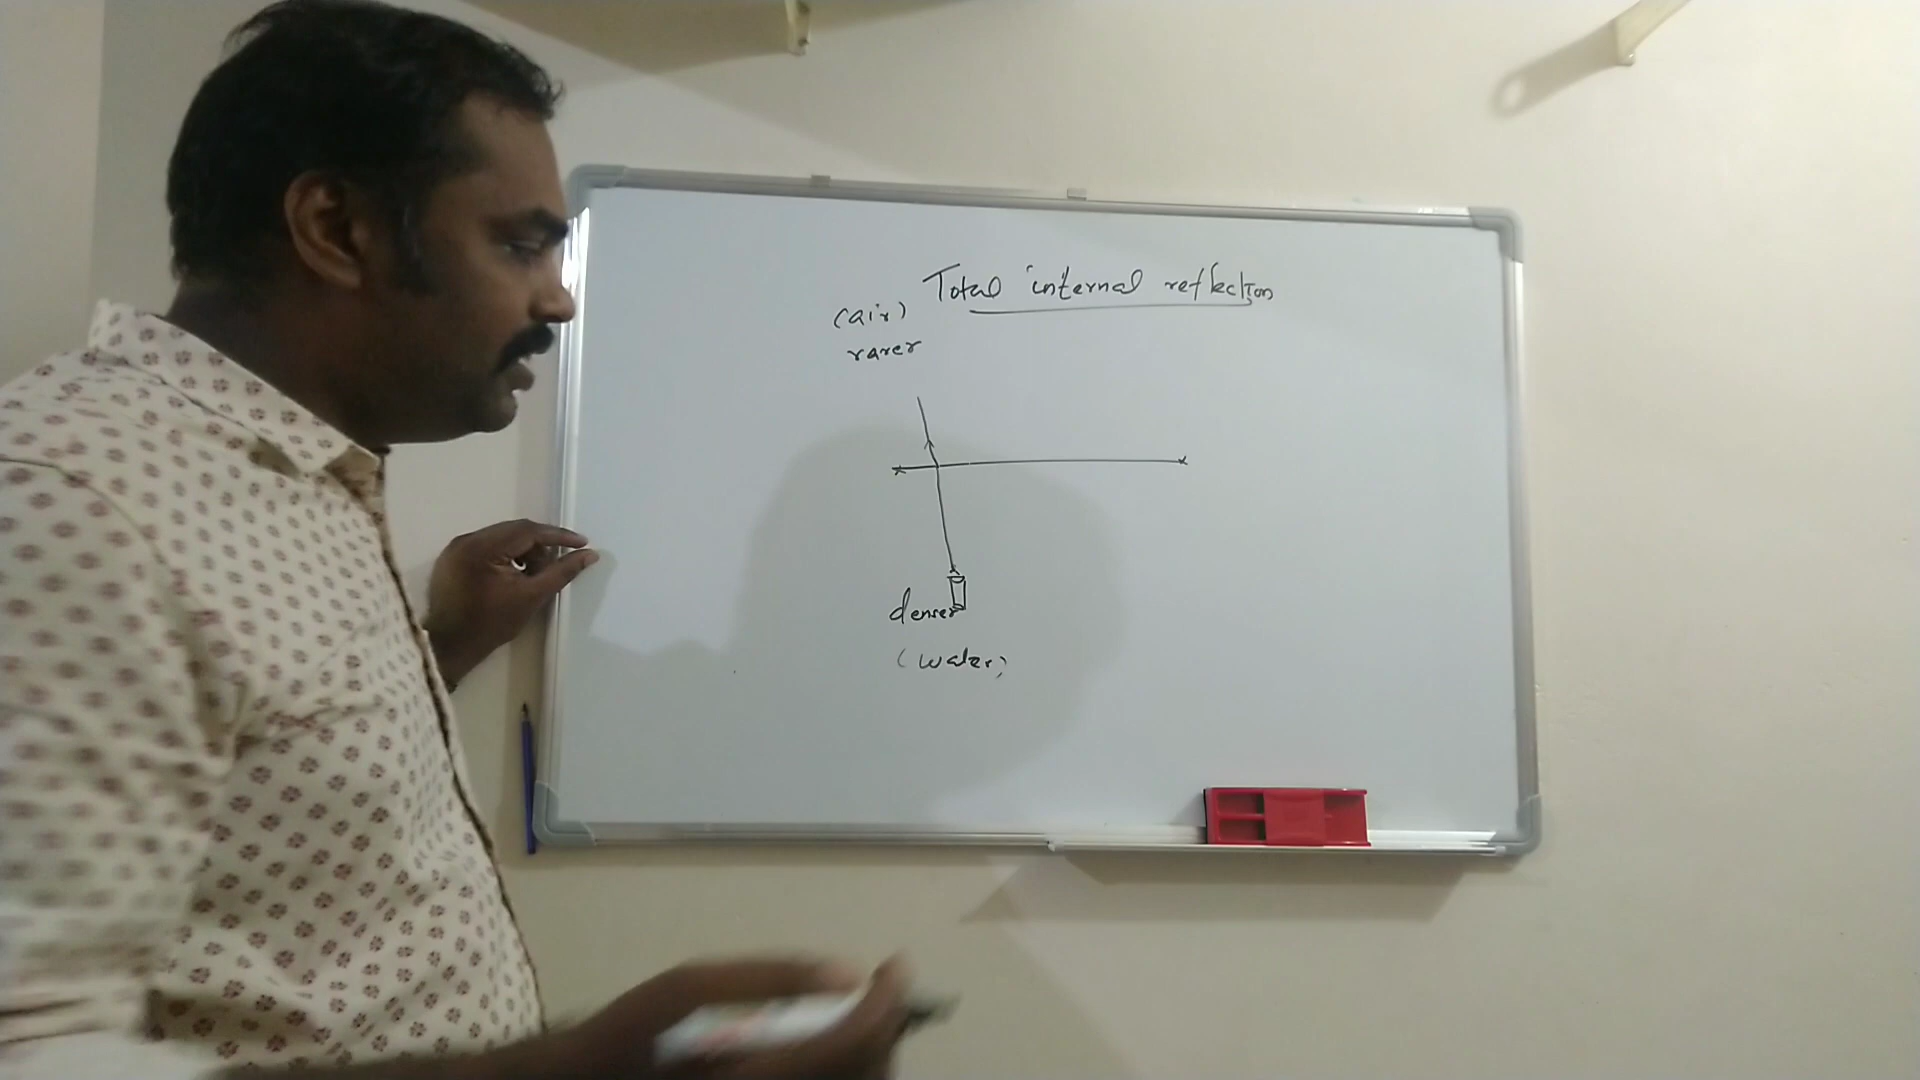 Total internal reflection
(air)
rarer
denser
(water)